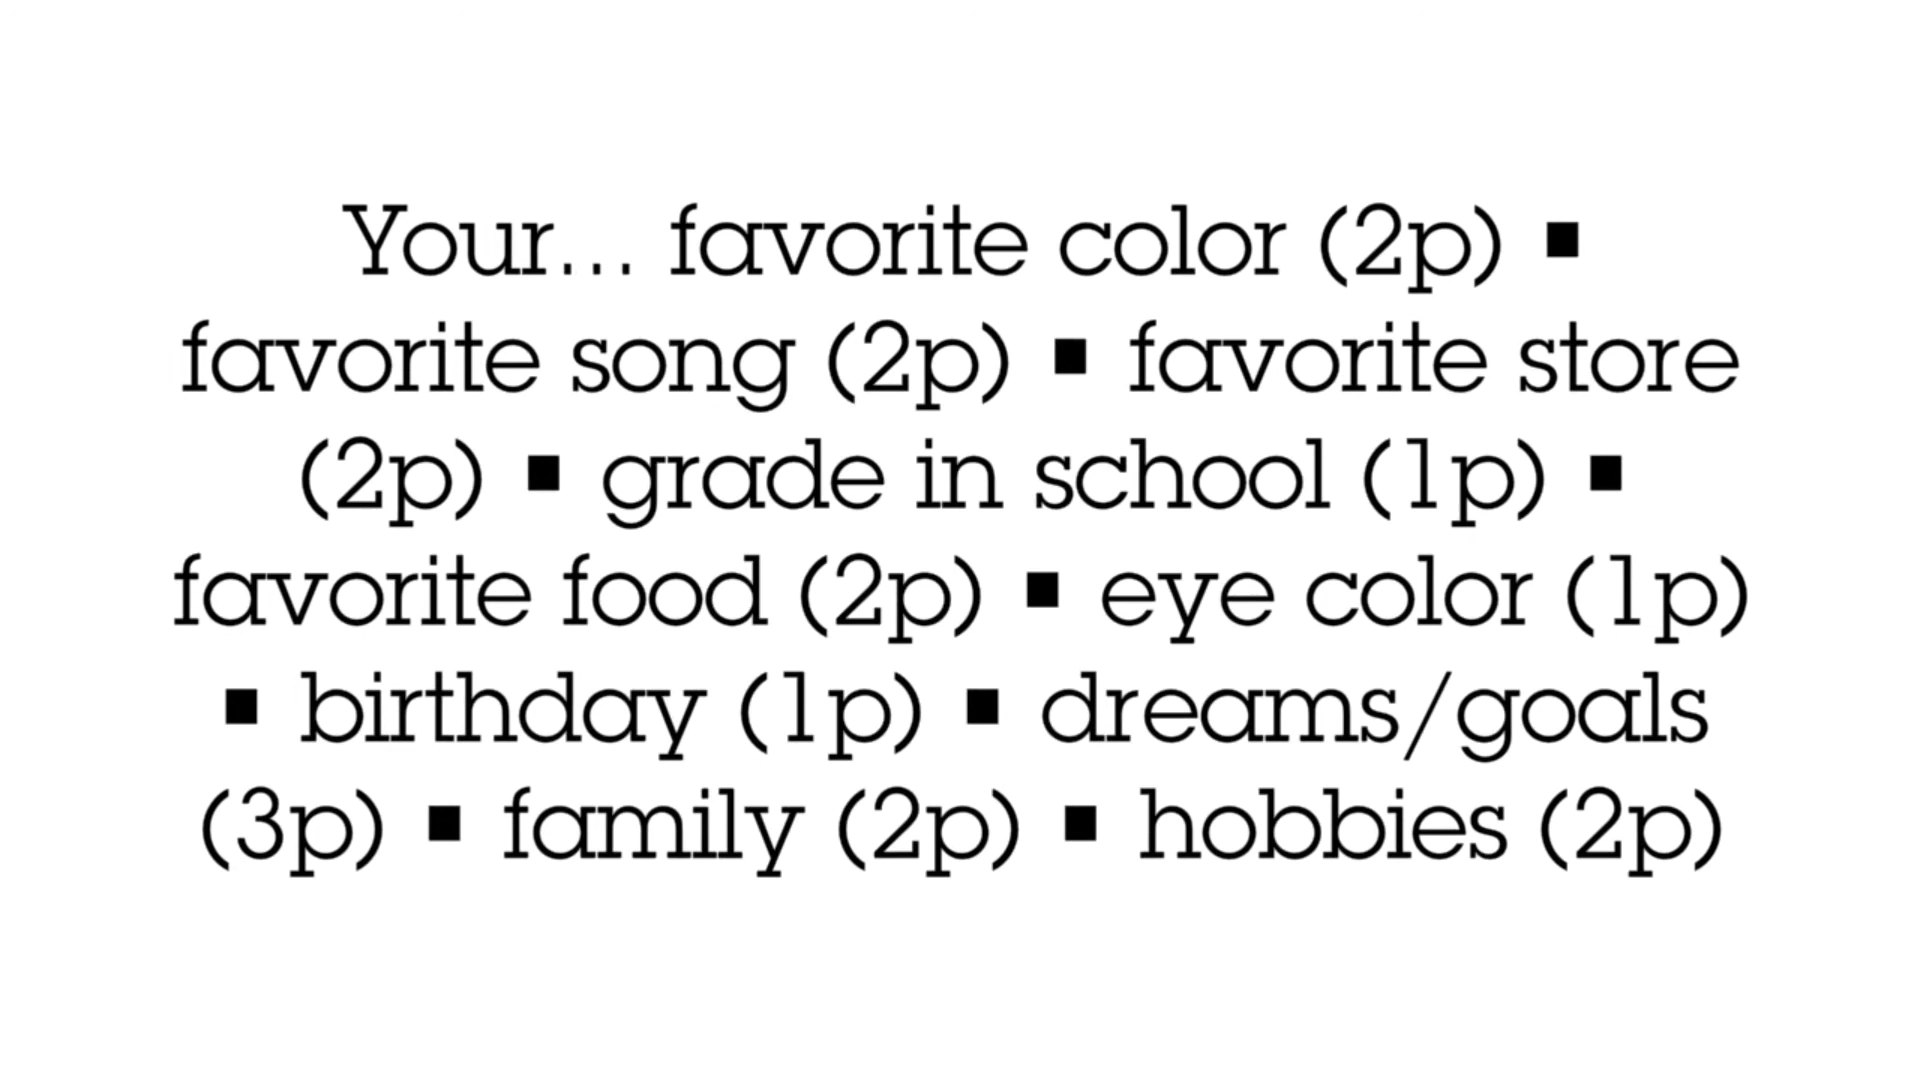 Your... favorite color (2p) ■
favorite song (2p) ■ favorite store
(2p) ■ grade in school (1p) ■
favorite food (2p) ■ eye color (1p)
■ birthday (1p) ■ dreams/goals
(3p) ■ family (2p) ■ hobbies (2p)